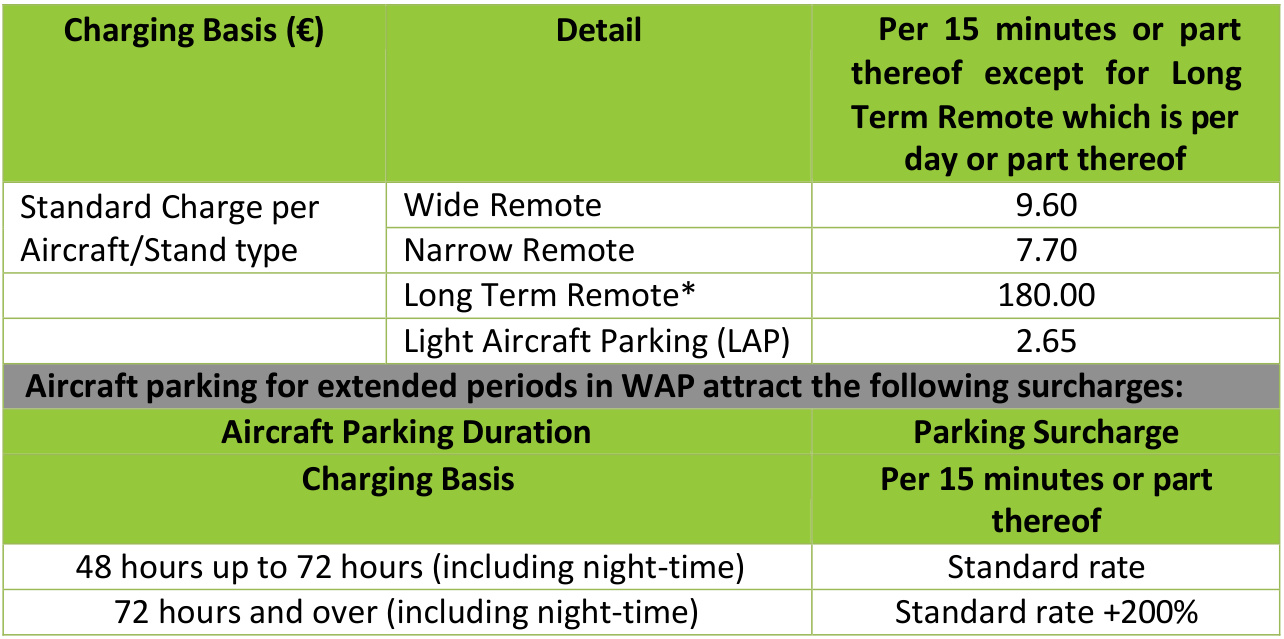 Charging Basis (€)
Detail
Per 15 minutes or part
thereof except for Long
Term Remote which is per
day or part thereof
Standard Charge per
Aircraft/Stand type
Wide Remote
9.60
Narrow Remote
7.70
Long Term Remote*
180.00
Light Aircraft Parking (LAP)
2.65
Aircraft parking for extended periods in WAP attract the following surcharges:
Aircraft Parking Duration
Parking Surcharge
Charging Basis
Per 15 minutes or part
thereof
48 hours up to 72 hours (including night-time)
Standard rate
72 hours and over (including night-time)
Standard rate +200%